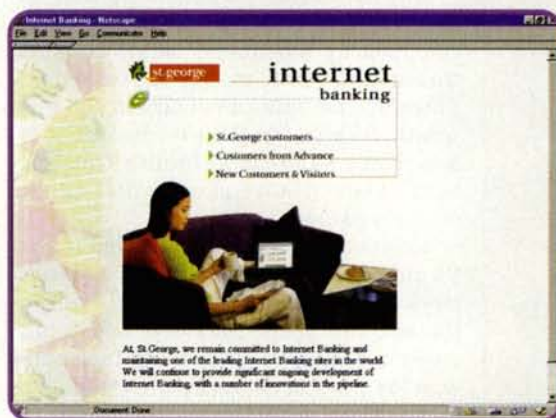 Internet Banking - Netscape
File Edit View Go Communicator Help
st.george
internet
banking
St.George customers
Customers from Advance
New Customers & Visitors
At, St.George, we remain committed to Internet Banking and
maintaining one of the leading Internet Banking sites in the world.
We will continue to provide significant ongoing development of
Internet Banking, with a number of innovations in the pipeline.
Document Done